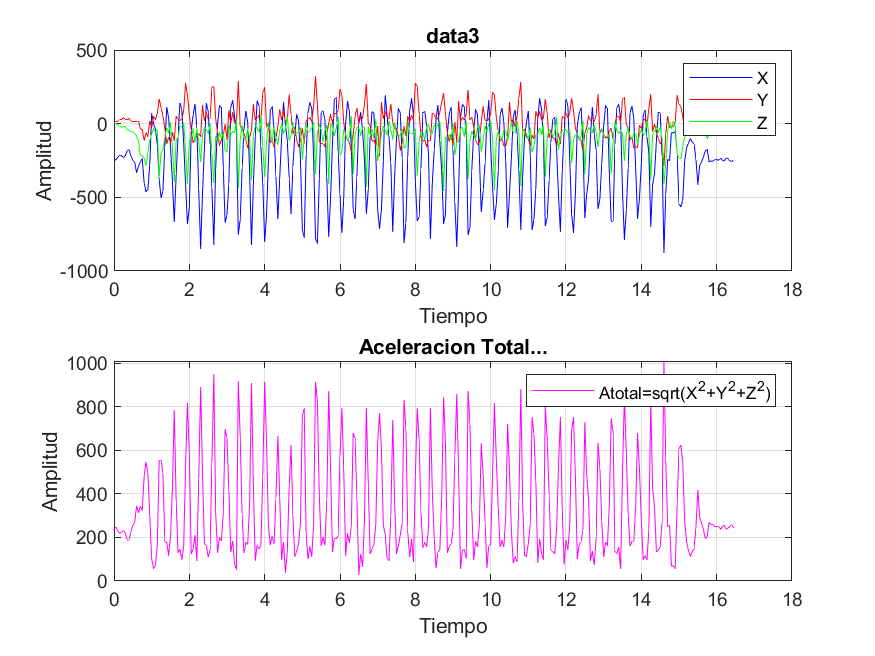 data3
500
0
-500
-1000
Amplitud
X
Y
Z
0 2 4 6 8 10 12 14 16 18
Tiempo
Aceleracion Total...
1000
800
600
400
200
0
Amplitud
Atotal=sqrt(X²+Y²+Z²)
0 2 4 6 8 10 12 14 16 18
Tiempo